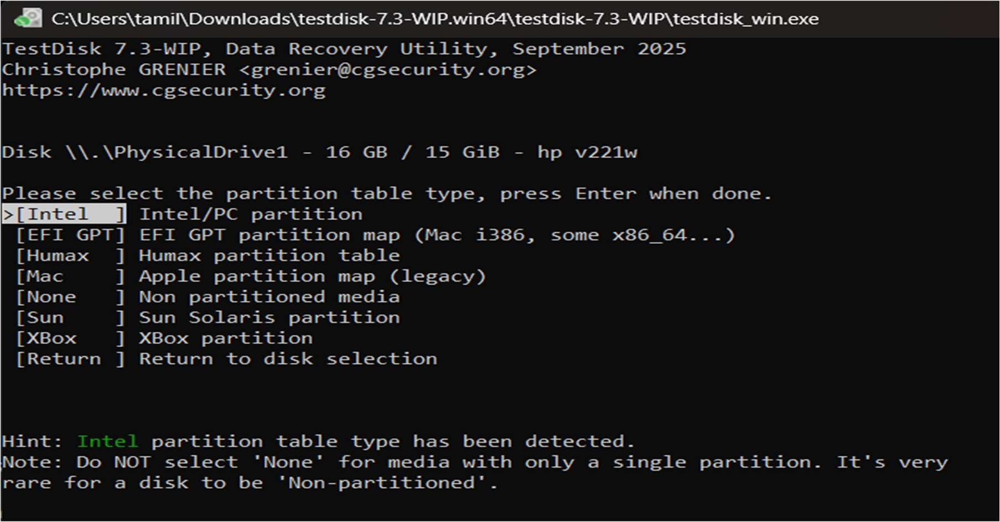 C:\Users\tamil\Downloads\testdisk-7.3-WIP.win64\testdisk-7.3-WIP\testdisk_win.exe
TestDisk 7.3-WIP, Data Recovery Utility, September 2025
Christophe GRENIER <grenier@cgsecurity.org>
https://www.cgsecurity.org
Disk \\.\PhysicalDrive1 - 16 GB / 15 GiB - hp v221w
Please select the partition table type, press Enter when done.
>[Intel  ] Intel/PC partition
[EFI GPT] EFI GPT partition map (Mac i386, some x86_64...)
[Humax  ] Humax partition table
[Mac    ] Apple partition map (legacy)
[None   ] Non partitioned media
[Sun    ] Sun Solaris partition
[XBox   ] XBox partition
[Return ] Return to disk selection
Hint: Intel partition table type has been detected.
Note: Do NOT select 'None' for media with only a single partition. It's very
rare for a disk to be 'Non-partitioned'.